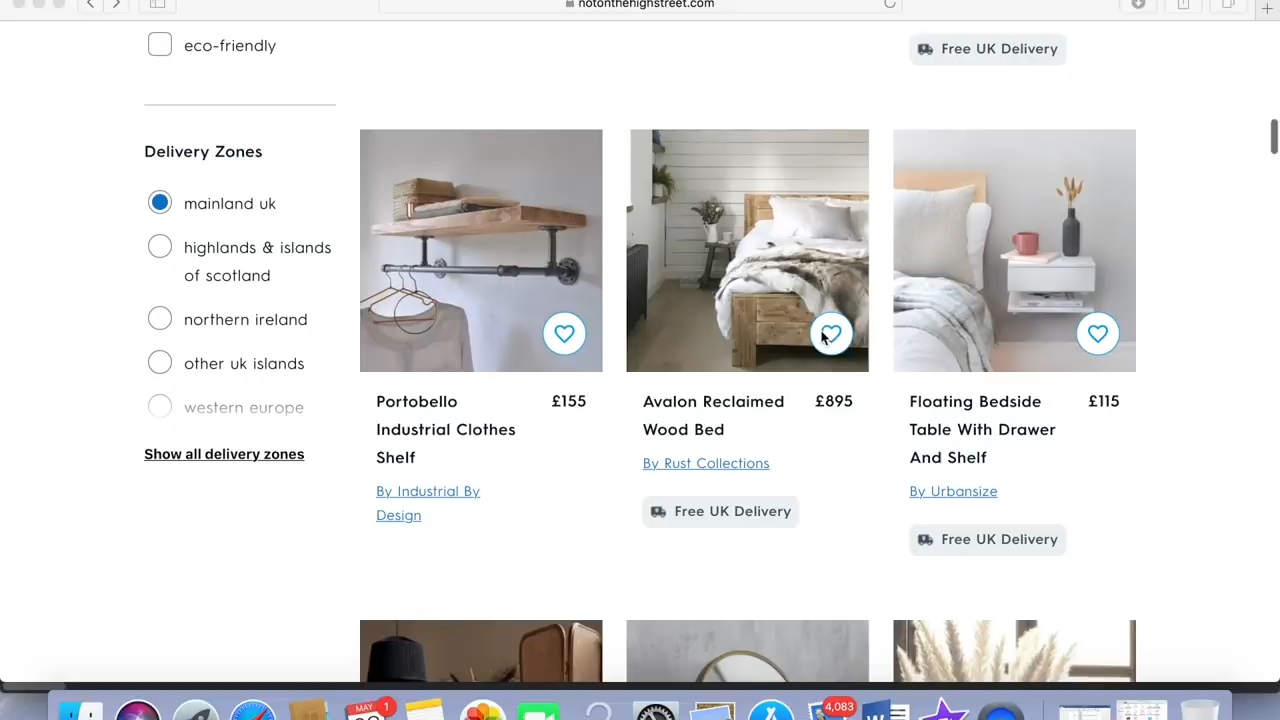 notonthehighstreet.com
eco-friendly
Free UK Delivery
Delivery Zones
mainland uk
highlands & islands
of scotland
northern ireland
other uk islands
western europe
Show all delivery zones
Portobello
Industrial Clothes
Shelf
£155
By Industrial By
Design
Avalon Reclaimed
Wood Bed
£895
By Rust Collections
Free UK Delivery
Floating Bedside
Table With Drawer
And Shelf
£115
By Urbansize
Free UK Delivery
MAY
1
4,083
W